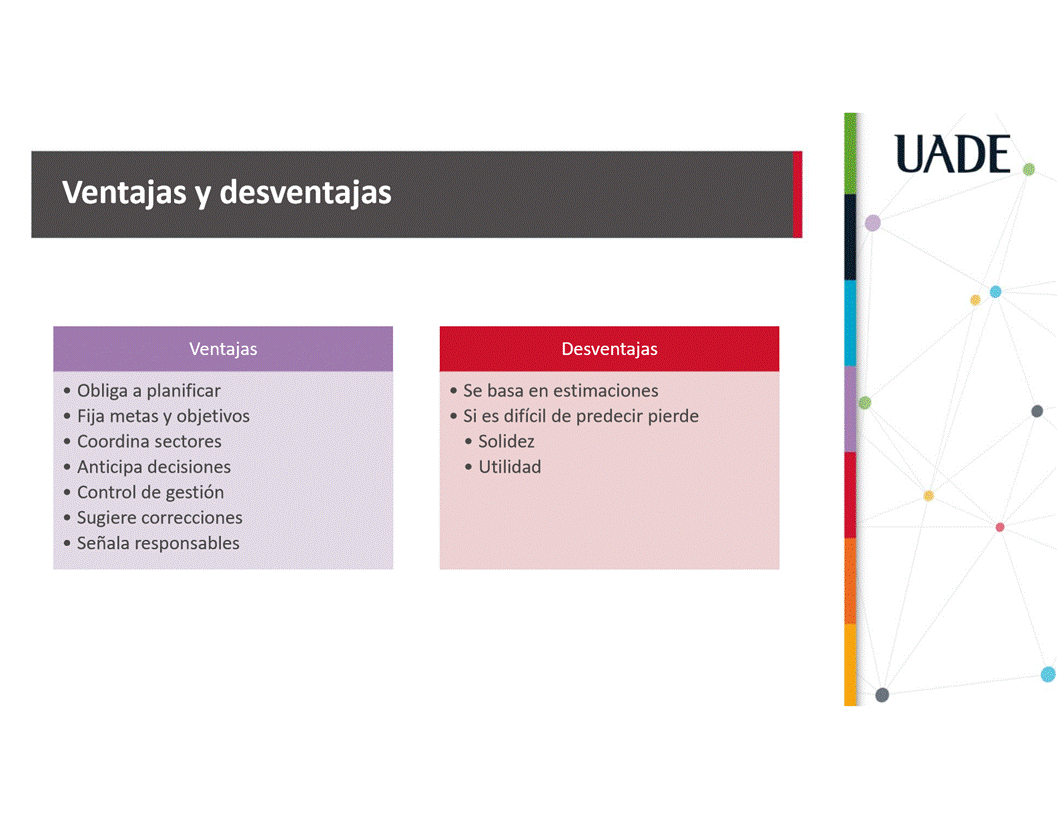 UADE
Ventajas y desventajas
Ventajas
• Obliga a planificar
• Fija metas y objetivos
• Coordina sectores
• Anticipa decisiones
• Control de gestión
• Sugiere correcciones
• Señala responsables
Desventajas
• Se basa en estimaciones
• Si es difícil de predecir pierde
• Solidez
• Utilidad